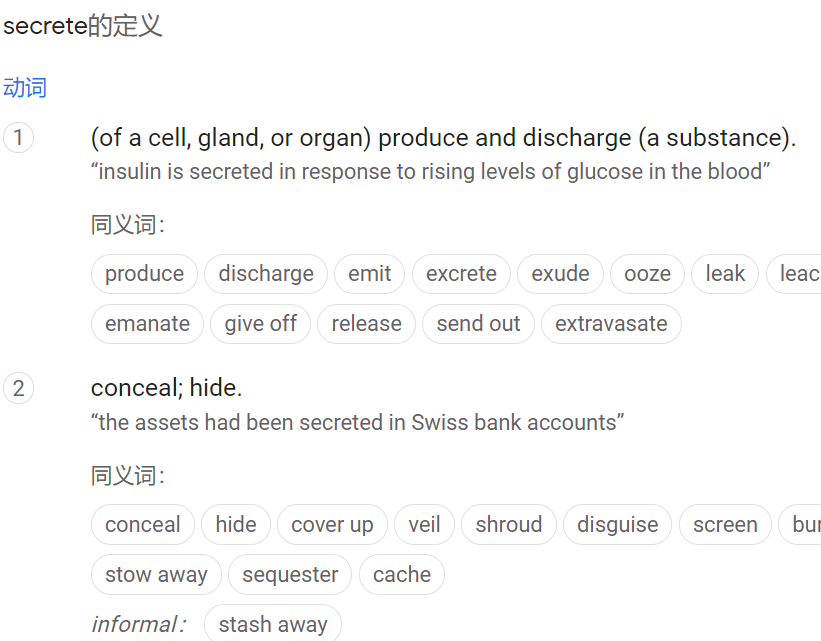 secrete的定义
动词
1 (of a cell, gland, or organ) produce and discharge (a substance).
“insulin is secreted in response to rising levels of glucose in the blood”
同义词：
produce discharge emit excrete exude ooze leak leac
emanate give off release send out extravasate
2 conceal; hide.
“the assets had been secreted in Swiss bank accounts”
同义词：
conceal hide cover up veil shroud disguise screen
stow away sequester cache
informal： stash away